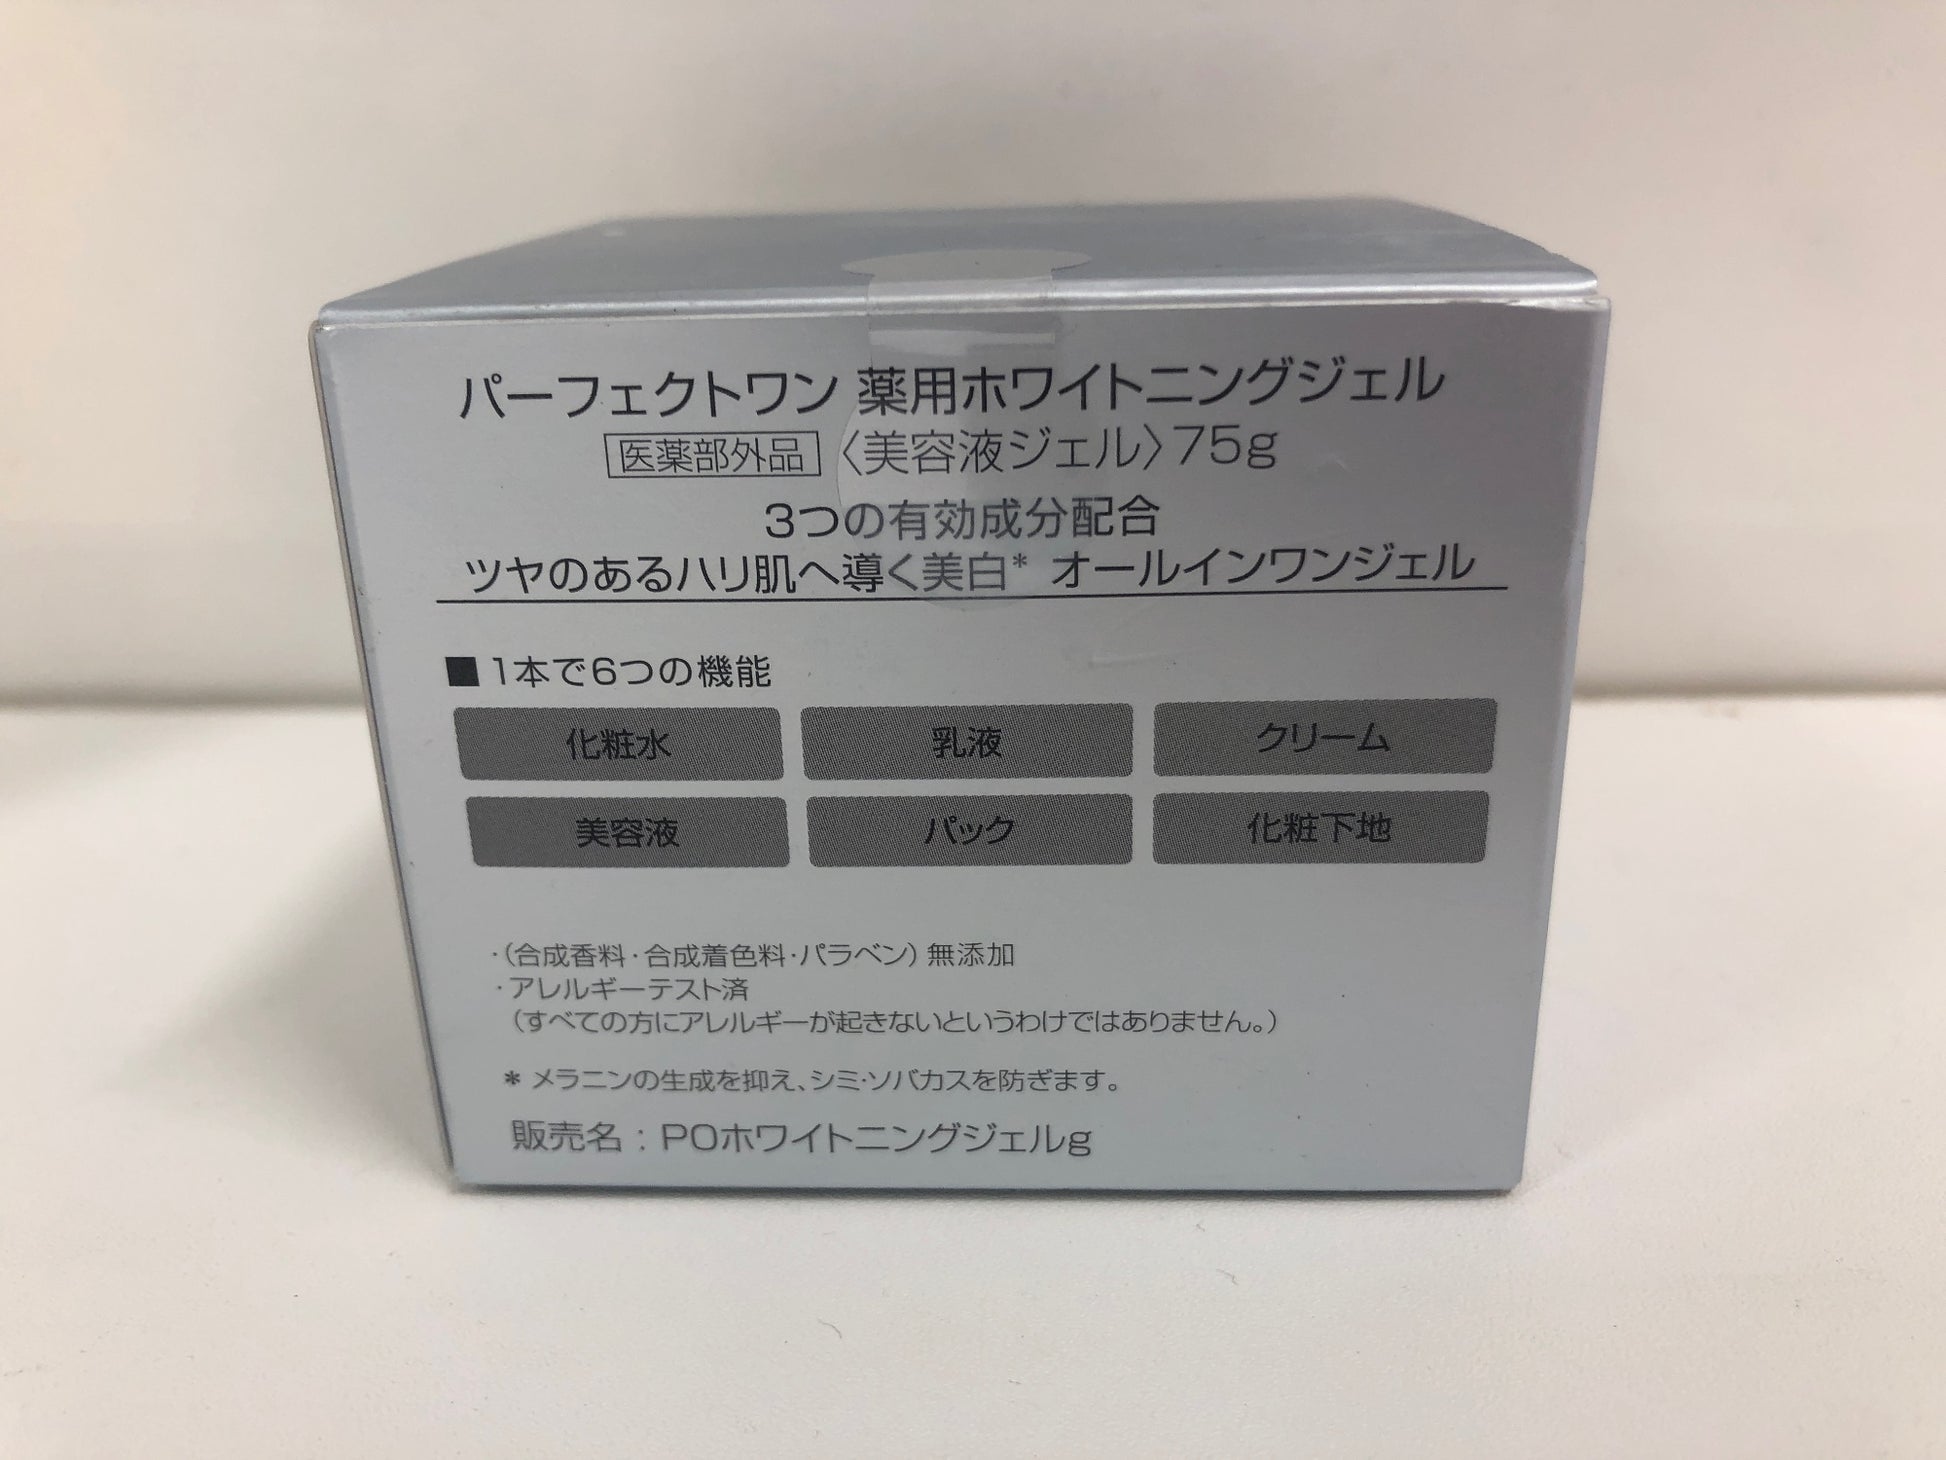 パーフェクトワン 薬用ホワイトニングジェル
医薬部外品 〈美容液ジェル〉75g
3つの有効成分配合
ツヤのあるハリ肌へ導く美白* オールインワンジェル
■ 1本で6つの機能
化粧水 乳液 クリーム
美容液 パック 化粧下地
・(合成香料・合成着色料・パラベン) 無添加
・アレルギーテスト済
(すべての方にアレルギーが起きないというわけではありません。)
* メラニンの生成を抑え、シミ・ソバカスを防ぎます。
販売名：POホワイトニングジェルg